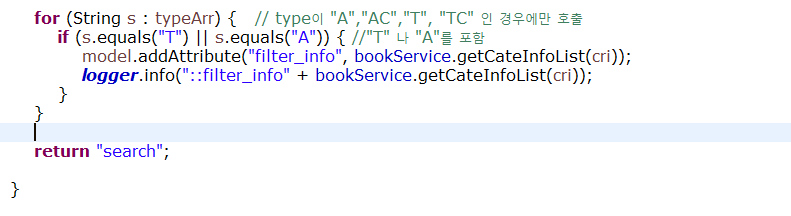 for (String s : typeArr) {   // type이 "A","AC","T", "TC" 인 경우에만 호출
if (s.equals("T") || s.equals("A")) { //"T" 나 "A"를 포함
model.addAttribute("filter_info", bookService.getCateInfoList(cri));
logger.info("::filter_info" + bookService.getCateInfoList(cri));
}
}
return "search";
}